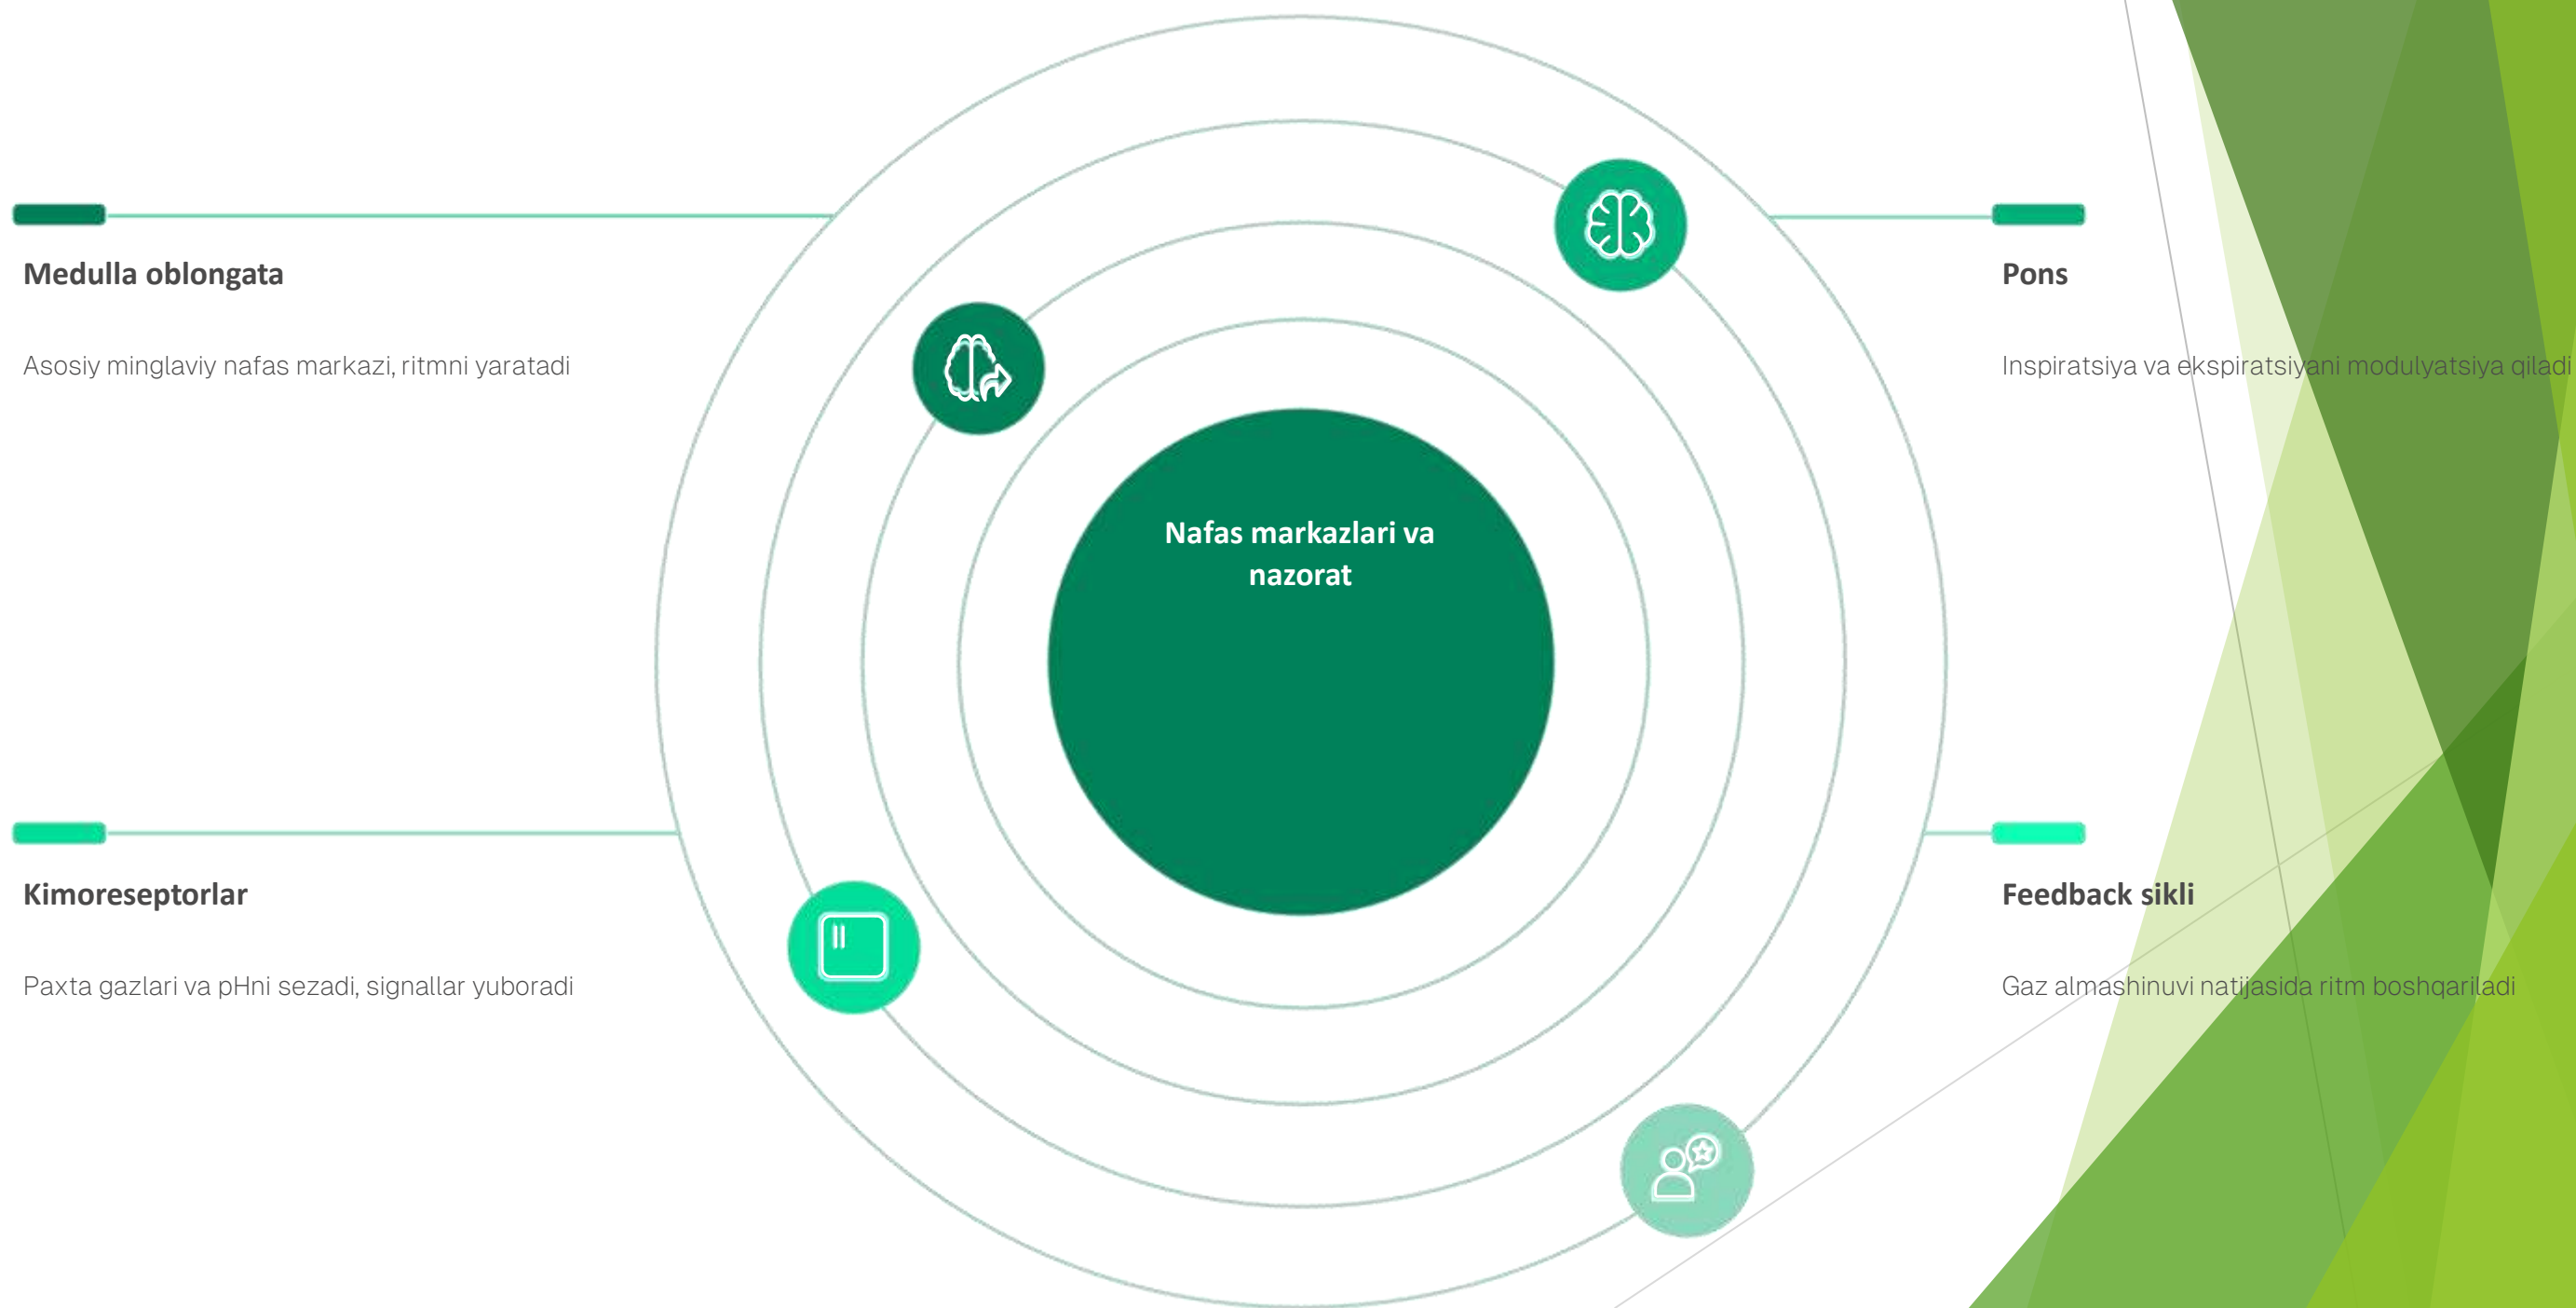 Medulla oblongata
Asosiy minglaviy nafas markazi, ritmni yaratadi
Pons
Inspiratsiya va ekspiratsiyani modulyatsiya qiladi
Nafas markazlari va
nazorat
Kimoreseptorlar
Paxta gazlari va pHni sezadi, signallar yuboradi
Feedback sikli
Gaz almashinuvi natijasida ritm boshqariladi